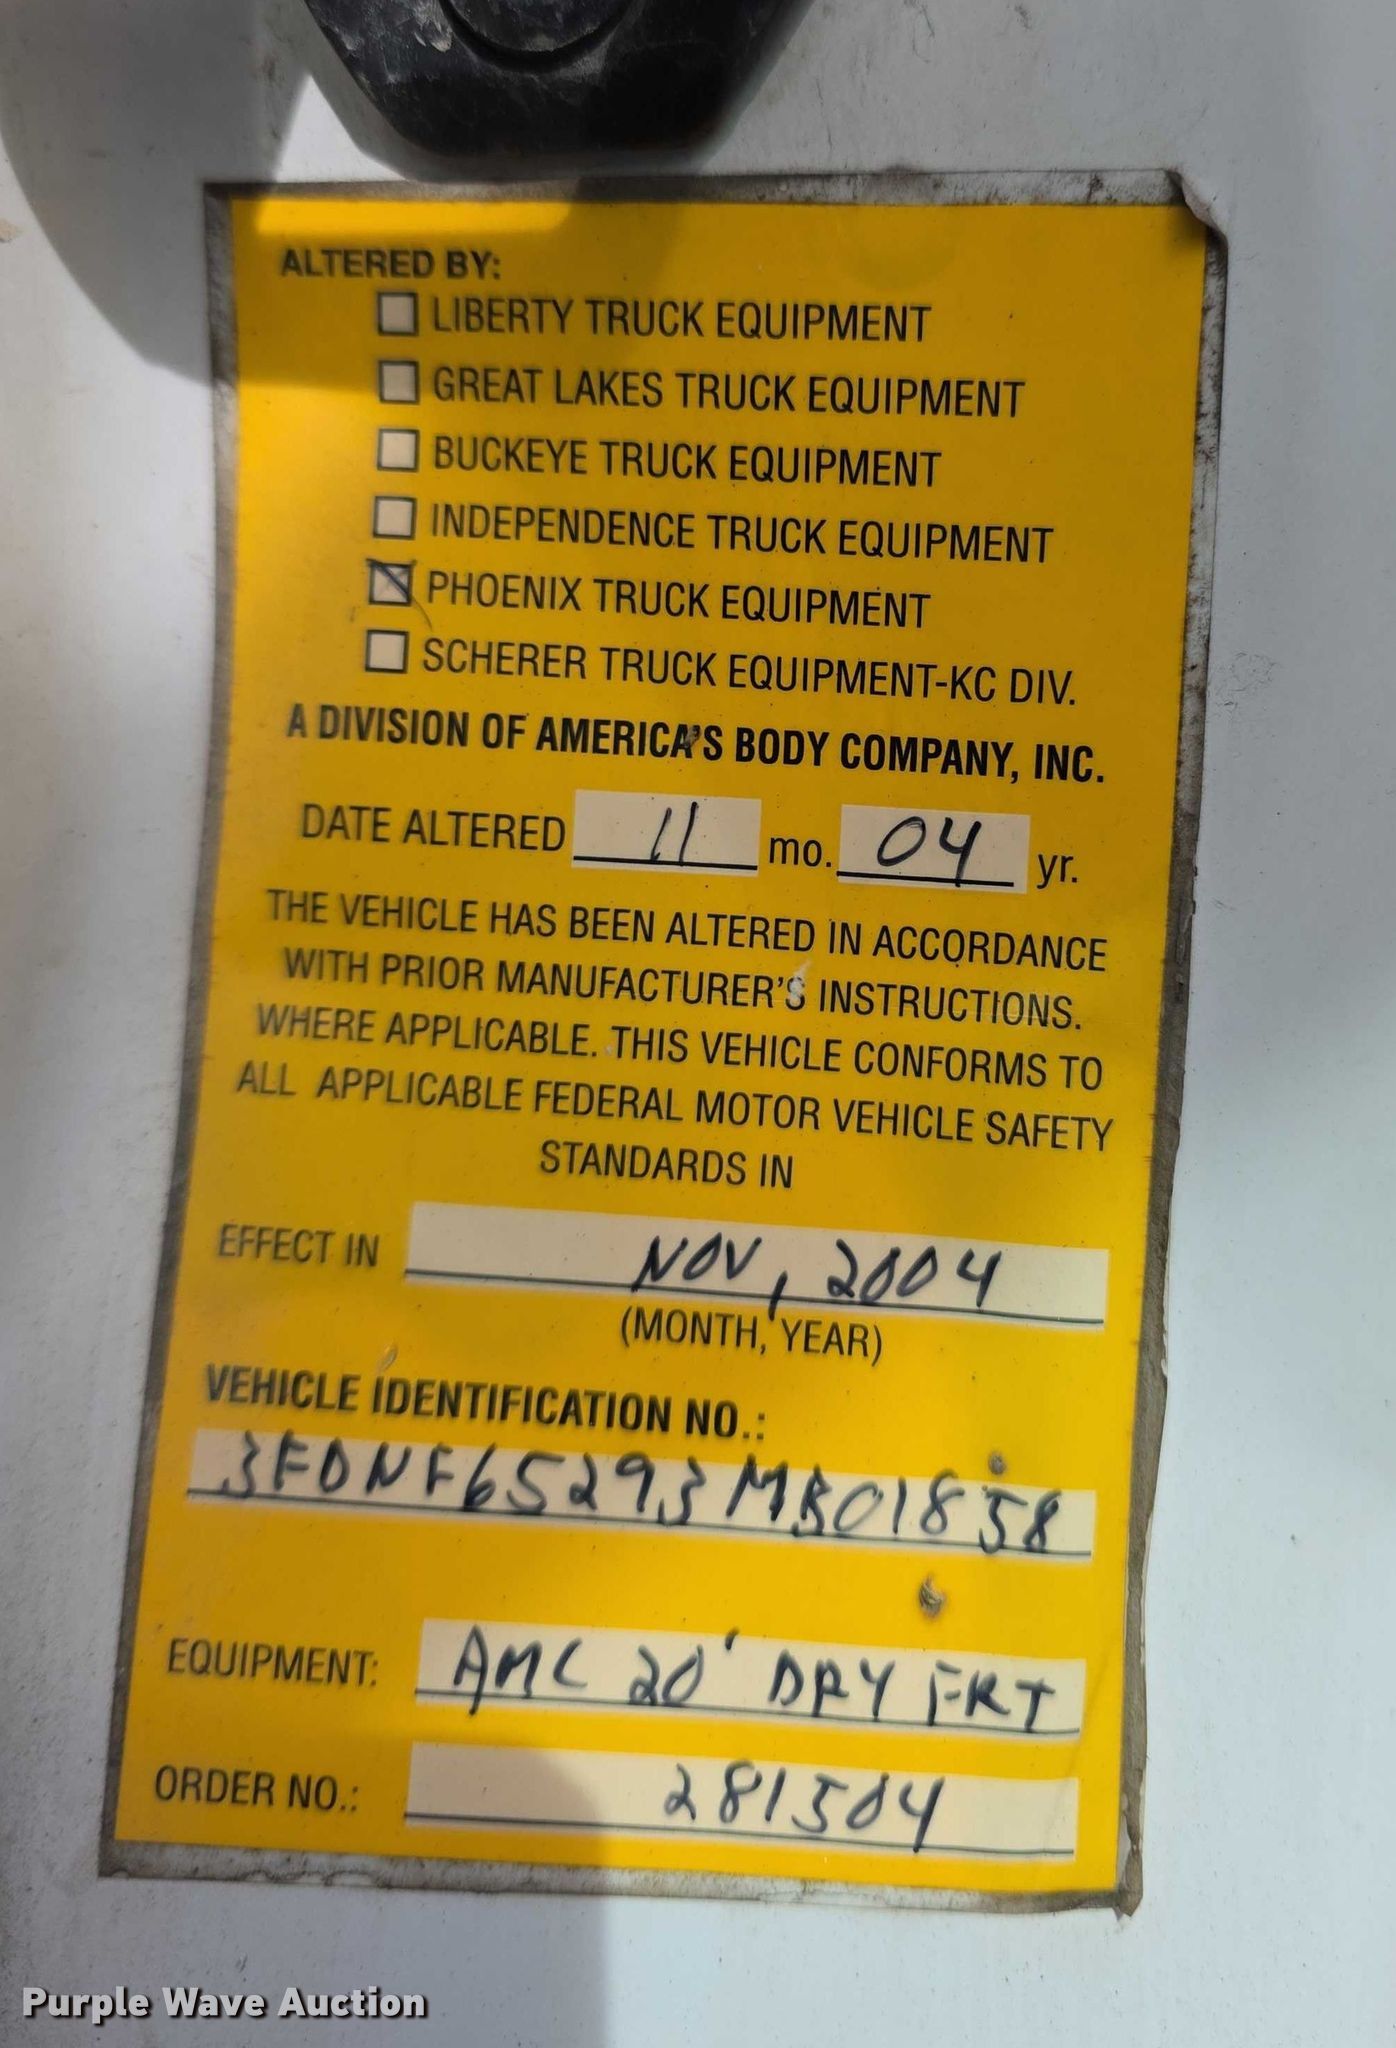 ALTERED BY:
LIBERTY TRUCK EQUIPMENT
GREAT LAKES TRUCK EQUIPMENT
BUCKEYE TRUCK EQUIPMENT
INDEPENDENCE TRUCK EQUIPMENT
PHOENIX TRUCK EQUIPMENT
SCHERER TRUCK EQUIPMENT-KC DIV.
A DIVISION OF AMERICA'S BODY COMPANY, INC.
DATE ALTERED 11 mo. 04 yr.
THE VEHICLE HAS BEEN ALTERED IN ACCORDANCE
WITH PRIOR MANUFACTURER'S INSTRUCTIONS.
WHERE APPLICABLE. THIS VEHICLE CONFORMS TO
ALL APPLICABLE FEDERAL MOTOR VEHICLE SAFETY
STANDARDS IN
EFFECT IN NOV, 2004
(MONTH, YEAR)
VEHICLE IDENTIFICATION NO.:
3FDNF65293MB01858
EQUIPMENT: AMC 20' DRY FRT
ORDER NO.: 281504
Purple Wave Auction